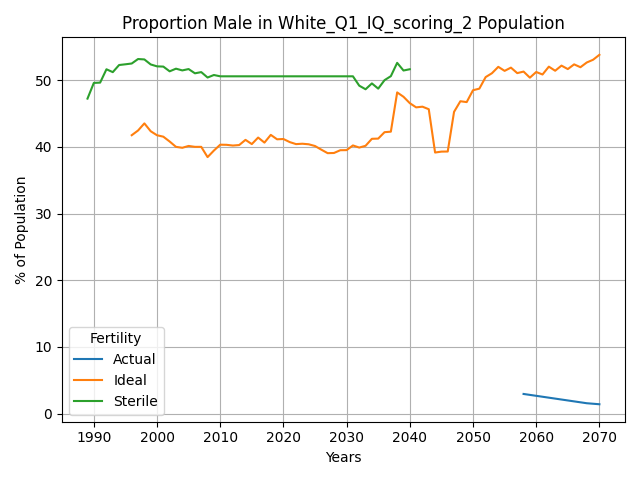 Proportion Male in White_Q1_IQ_scoring_2 Population
% of Population
50
40
30
20
10
0
Fertility
Actual
Ideal
Sterile
1990 2000 2010 2020 2030 2040 2050 2060 2070
Years